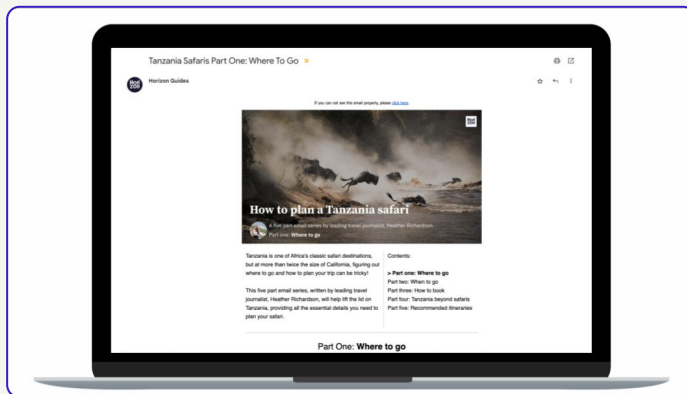 Tanzania Safaris Part One: Where To Go
HOR
ZON
Horizon Guides
If you can not see this email properly, please click here.
HOR
ZON
How to plan a Tanzania safari
A five part email series by leading travel journalist, Heather Richardson.
Part one: Where to go
Tanzania is one of Africa's classic safari destinations,
but at more than twice the size of California, figuring out
where to go and how to plan your trip can be tricky!
This five part email series, written by leading travel
journalist, Heather Richardson, will help lift the lid on
Tanzania, providing all the essential details you need to
plan your safari.
Contents:
> Part one: Where to go
Part two: When to go
Part three: How to book
Part four: Tanzania beyond safaris
Part five: Recommended itineraries
Part One: Where to go